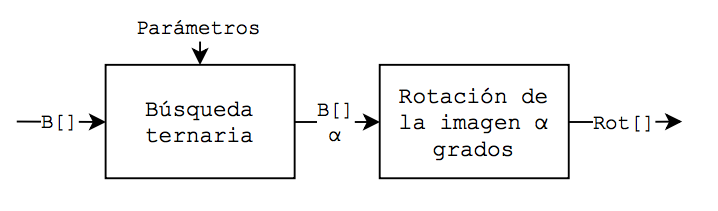 Parámetros
B[]
Búsqueda
ternaria
B[]
α
Rotación de
la imagen α
grados
Rot[]